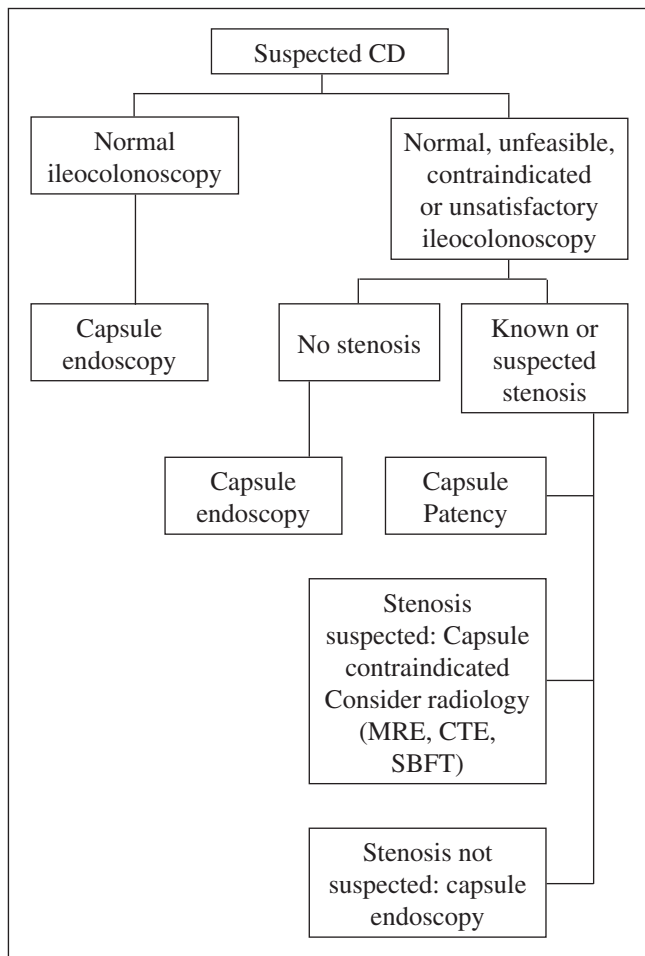 Suspected CD
Normal
ileocolonoscopy
Normal, unfeasible,
contraindicated
or unsatisfactory
ileocolonoscopy
Capsule
endoscopy
No stenosis
Known or
suspected
stenosis
Capsule
endoscopy
Capsule
Patency
Stenosis
suspected: Capsule
contraindicated
Consider radiology
(MRE, CTE,
SBFT)
Stenosis not
suspected: capsule
endoscopy